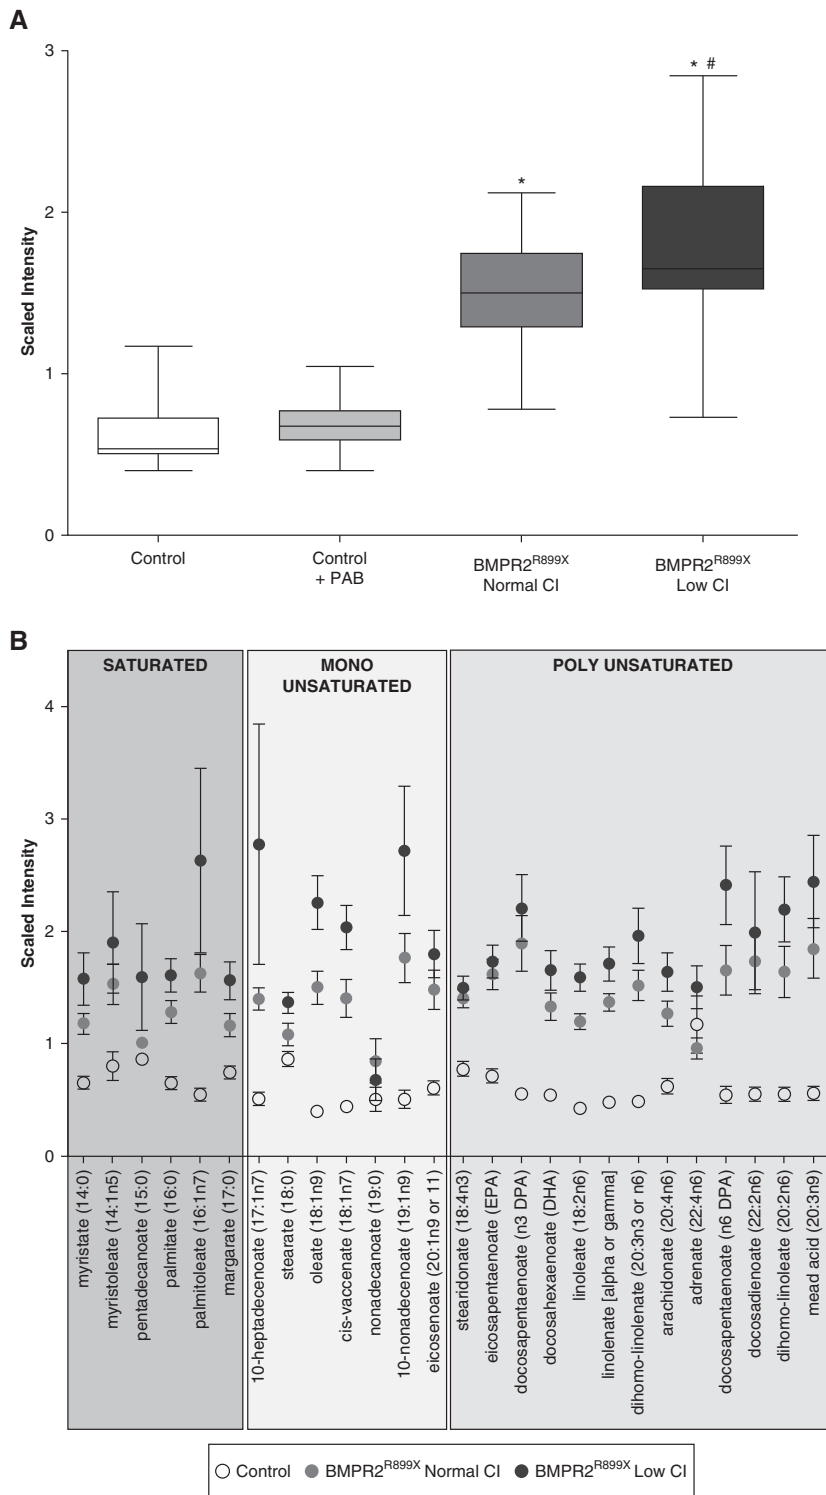 A
3
* #
*
2
Scaled Intensity
1
0
Control
Control
+ PAB
BMPR2R899X
Normal CI
BMPR2R899X
Low CI
B
SATURATED
MONO
UNSATURATED
POLY UNSATURATED
4
3
Scaled Intensity
2
1
0
myristate (14:0)
myristoleate (14:1n5)
pentadecanoate (15:0)
palmitate (16:0)
palmitoleate (16:1n7)
margarate (17:0)
10-heptadecenoate (17:1n7)
stearate (18:0)
oleate (18:1n9)
cis-vaccenate (18:1n7)
nonadecanoate (19:0)
10-nonadecenoate (19:1n9)
eicosenoate (20:1n9 or 11)
stearidonate (18:4n3)
eicosapentaenoate (EPA)
docosapentaenoate (n3 DPA)
docosahexaenoate (DHA)
linoleate (18:2n6)
linolenate [alpha or gamma]
dihomo-linolenate (20:3n3 or n6)
arachidonate (20:4n6)
adrenate (22:4n6)
docosapentaenoate (n6 DPA)
docosadienoate (22:2n6)
dihomo-linoleate (20:2n6)
mead acid (20:3n9)
Control BMPR2R899X Normal CI BMPR2R899X Low CI